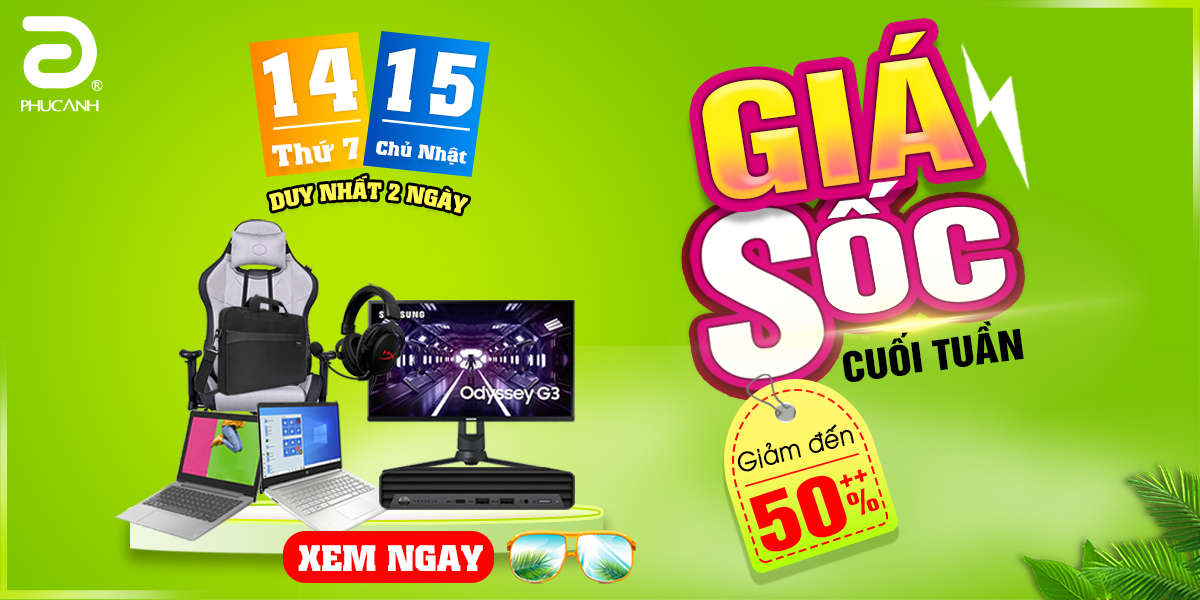 PHUCANH
®
14
Thứ 7
15
Chủ Nhật
DUY NHẤT 2 NGÀY
GIÁ
SỐC
CUỐI TUẦN
SAMSUNG
Odyssey G3
Giảm đến
50++%
XEM NGAY